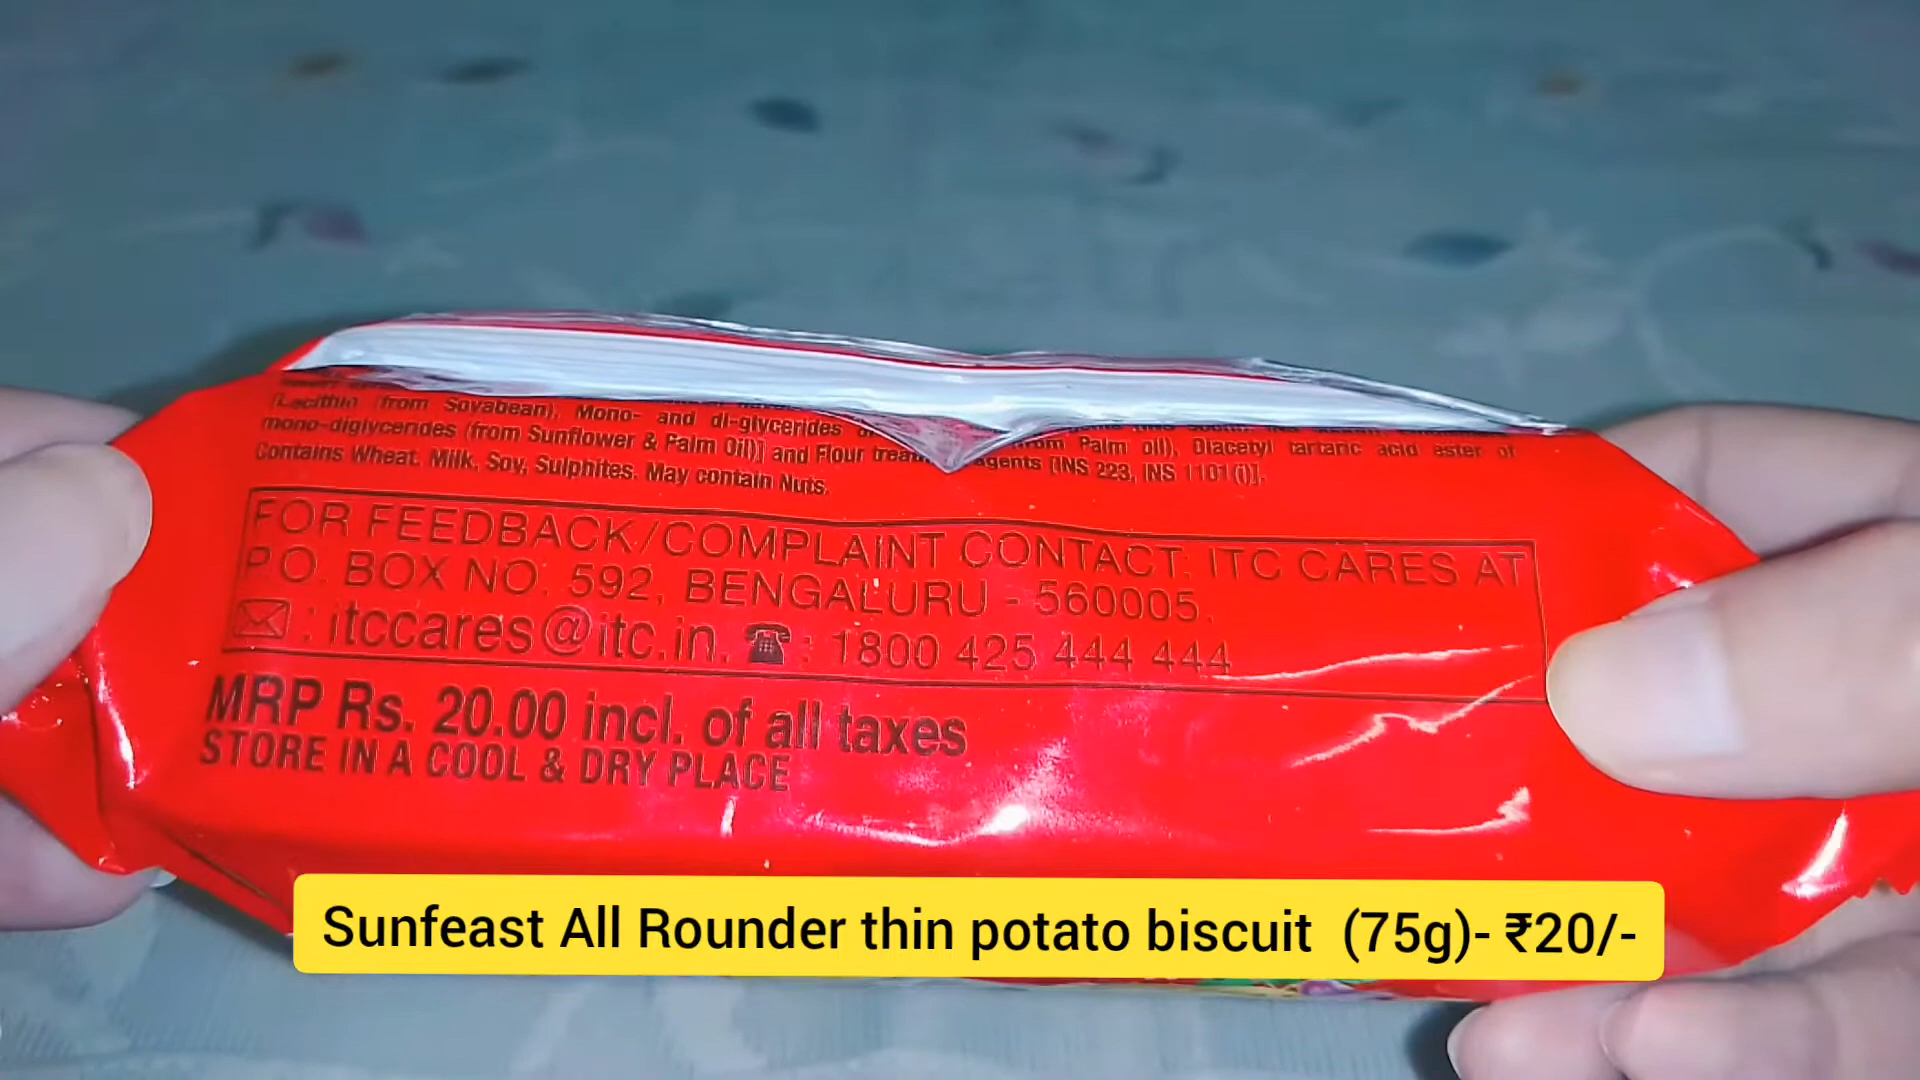 [Lecithin (from Soyabean), Mono- and di-glycerides
mono-diglycerides (from Sunflower & Palm Oil)] and Flour agents [INS 223, INS 1101(i)].
Palm oil), Diacetyl tartaric acid ester of
Contains Wheat, Milk, Soy, Sulphites. May contain Nuts.
FOR FEEDBACK/COMPLAINT CONTACT: ITC CARES AT
P.O. BOX NO. 592, BENGALURU - 560005.
: itccares@itc.in. : 1800 425 444 444
MRP Rs. 20.00 incl. of all taxes
STORE IN A COOL & DRY PLACE
Sunfeast All Rounder thin potato biscuit (75g)- ₹20/-